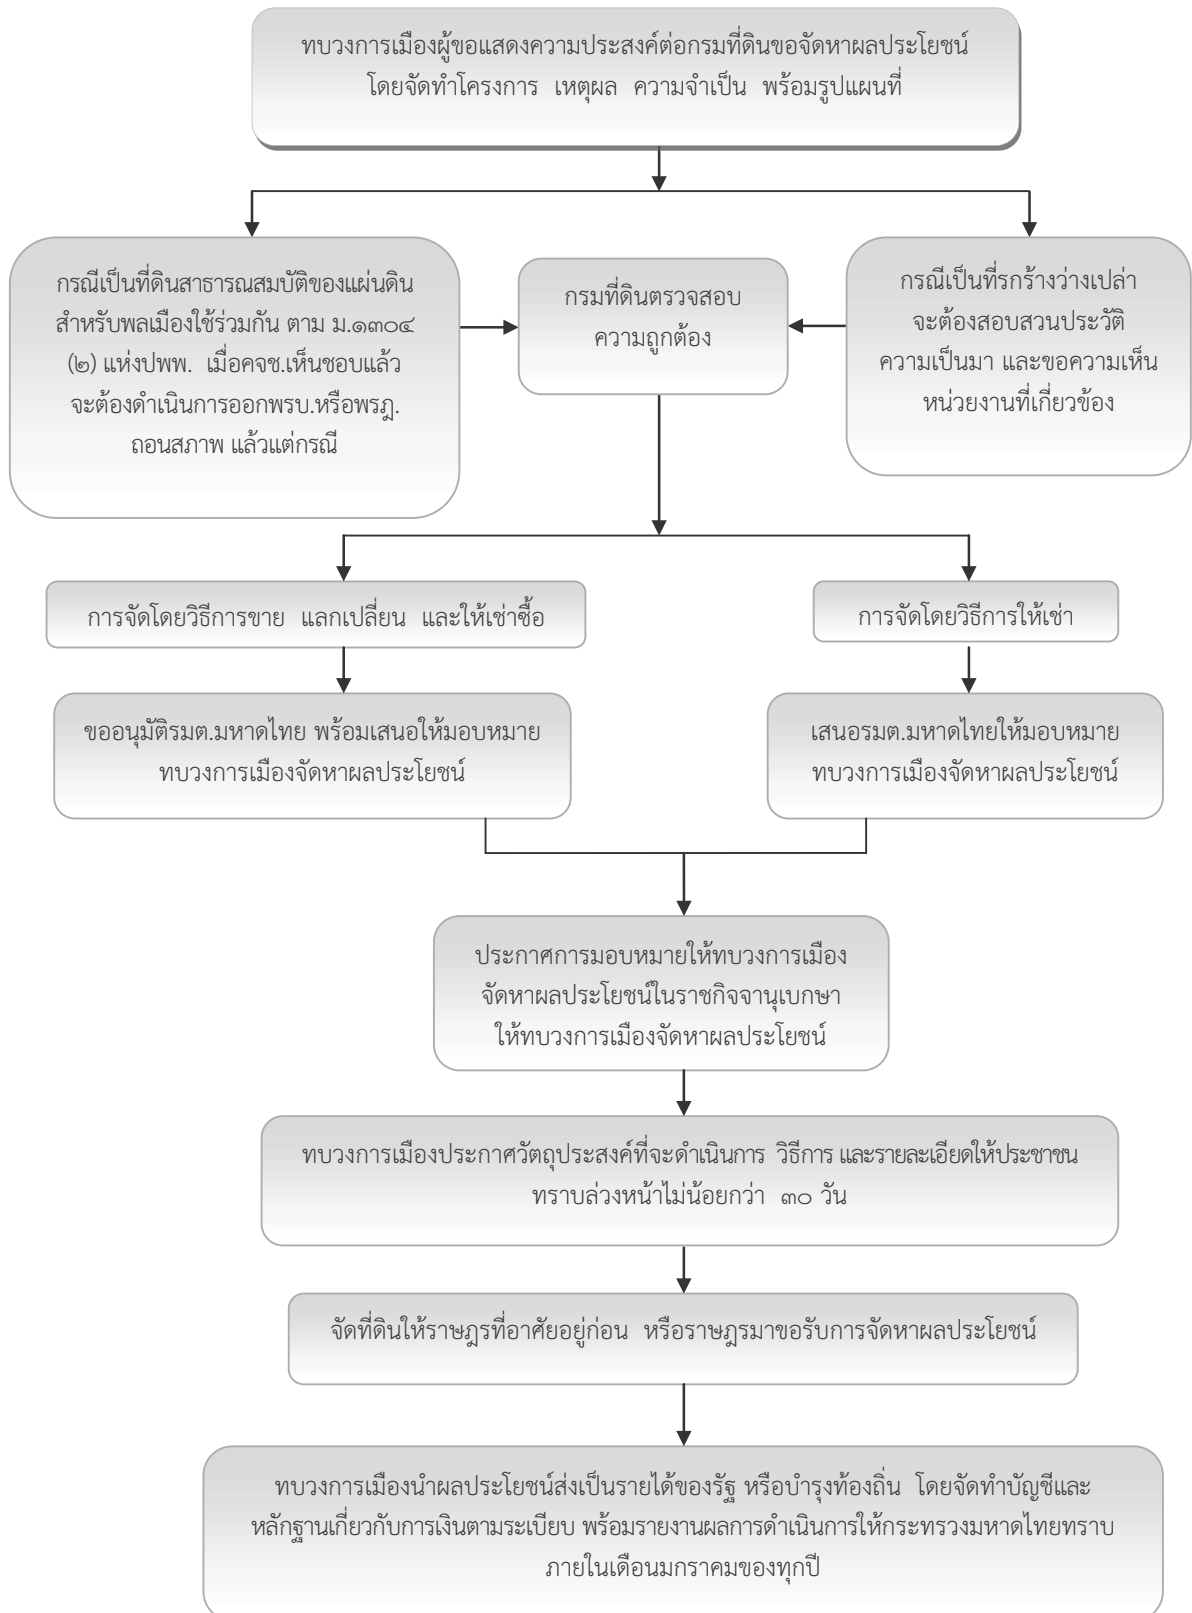 ทบวงการเมืองผู้ขอแสดงความประสงค์ต่อกรมที่ดินขอจัดหาผลประโยชน์
โดยจัดทำโครงการ เหตุผล ความจำเป็น พร้อมรูปแผนที่
กรณีเป็นที่ดินสาธารณสมบัติของแผ่นดิน
สำหรับพลเมืองใช้ร่วมกัน ตาม ม.๑๓๐๔
(๒) แห่งปพพ. เมื่อคจช.เห็นชอบแล้ว
จะต้องดำเนินการออกพรบ.หรือพรฎ.
ถอนสภาพ แล้วแต่กรณี
กรมที่ดินตรวจสอบ
ความถูกต้อง
กรณีเป็นที่รกร้างว่างเปล่า
จะต้องสอบสวนประวัติ
ความเป็นมา และขอความเห็น
หน่วยงานที่เกี่ยวข้อง
การจัดโดยวิธีการขาย แลกเปลี่ยน และให้เช่าซื้อ
การจัดโดยวิธีการให้เช่า
ขออนุมัติรมต.มหาดไทย พร้อมเสนอให้มอบหมาย
ทบวงการเมืองจัดหาผลประโยชน์
เสนอรมต.มหาดไทยให้มอบหมาย
ทบวงการเมืองจัดหาผลประโยชน์
ประกาศการมอบหมายให้ทบวงการเมือง
จัดหาผลประโยชน์ในราชกิจจานุเบกษา
ให้ทบวงการเมืองจัดหาผลประโยชน์
ทบวงการเมืองประกาศวัตถุประสงค์ที่จะดำเนินการ วิธีการ และรายละเอียดให้ประชาชน
ทราบล่วงหน้าไม่น้อยกว่า ๓๐ วัน
จัดที่ดินให้ราษฎรที่อาศัยอยู่ก่อน หรือราษฎรมาขอรับการจัดหาผลประโยชน์
ทบวงการเมืองนำผลประโยชน์ส่งเป็นรายได้ของรัฐ หรือบำรุงท้องถิ่น โดยจัดทำบัญชีและ
หลักฐานเกี่ยวกับการเงินตามระเบียบ พร้อมรายงานผลการดำเนินการให้กระทรวงมหาดไทยทราบ
ภายในเดือนมกราคมของทุกปี